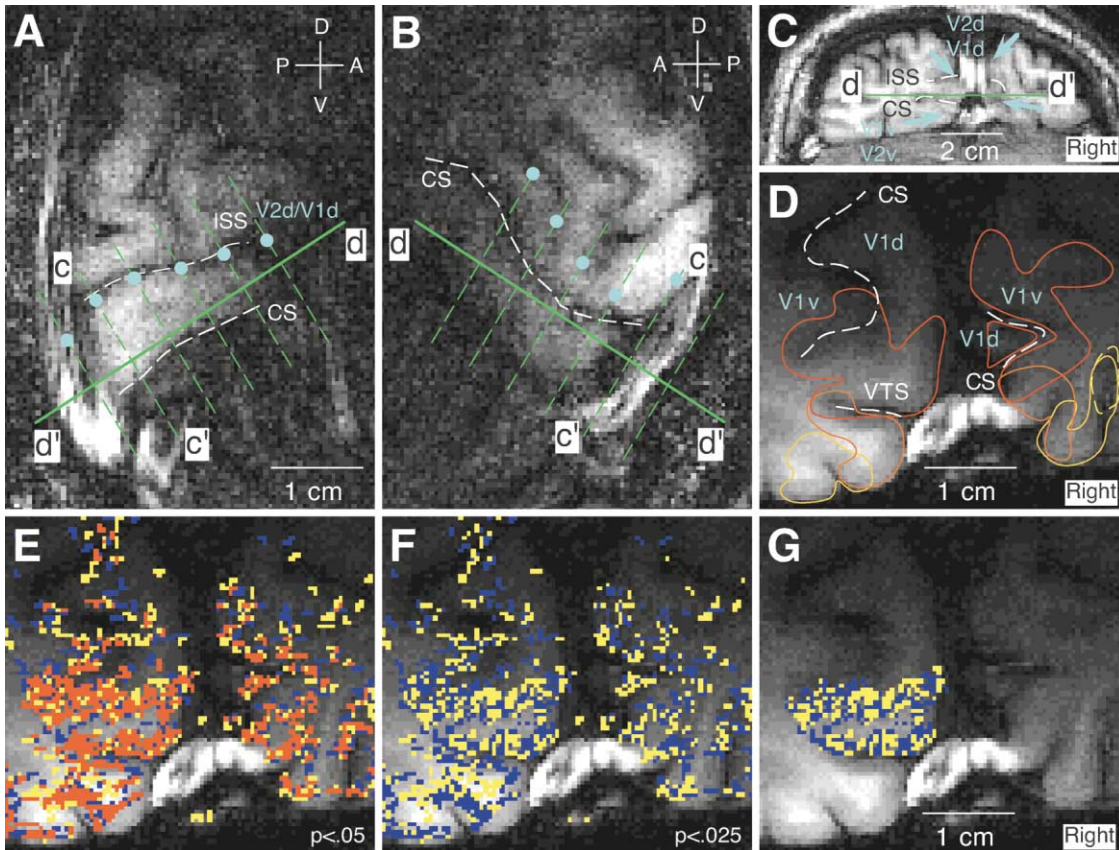 A
D
P A
V
c
ISS
V2d/V1d
d
CS
d'
c'
1 cm
B
D
A P
V
CS
d
c
c'
d'
C
V2d
V1d
d
ISS
d'
CS
V1v
V2v
2 cm
Right
D
CS
V1d
V1v
V1v
V1d
VTS
CS
1 cm
Right
E
p<.05
F
p<.025
G
1 cm
Right